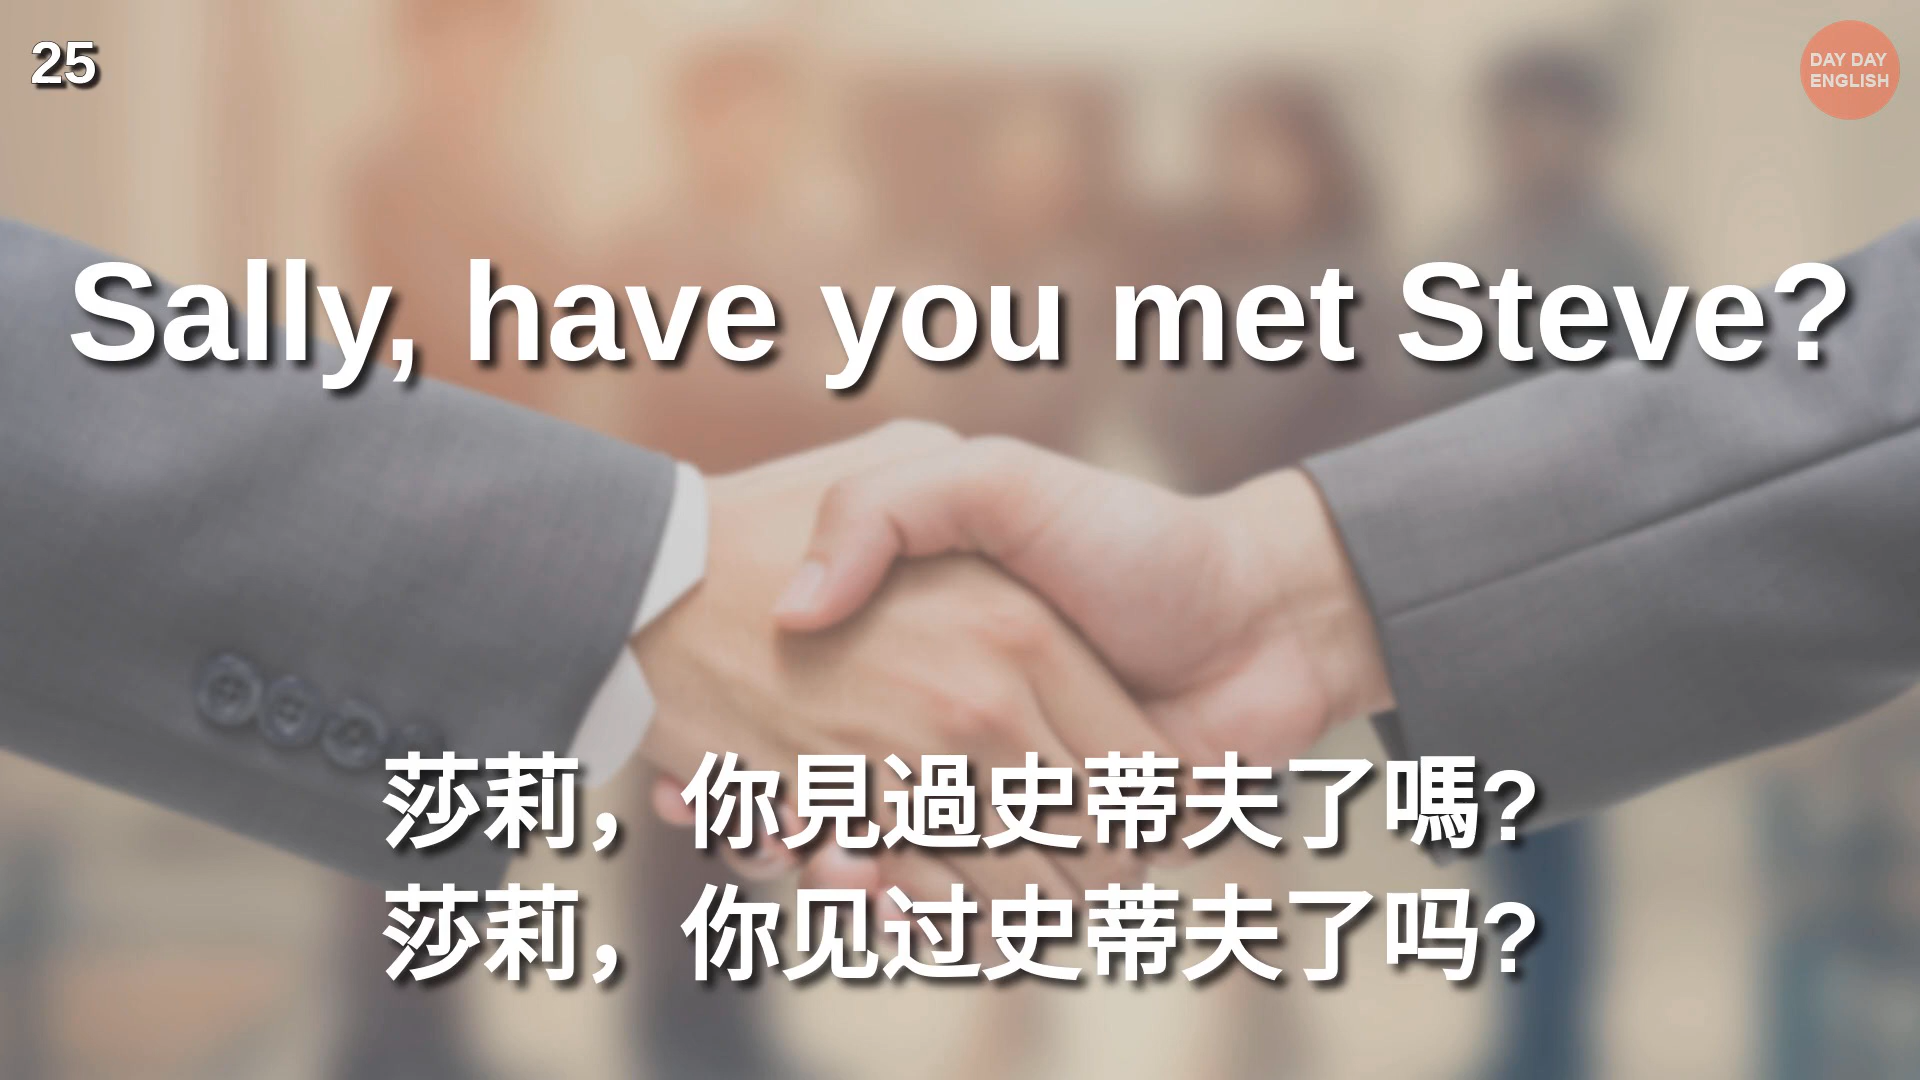 25
DAY DAY
ENGLISH
Sally, have you met Steve?
莎莉，你見過史蒂夫了嗎?
莎莉，你见过史蒂夫了吗?